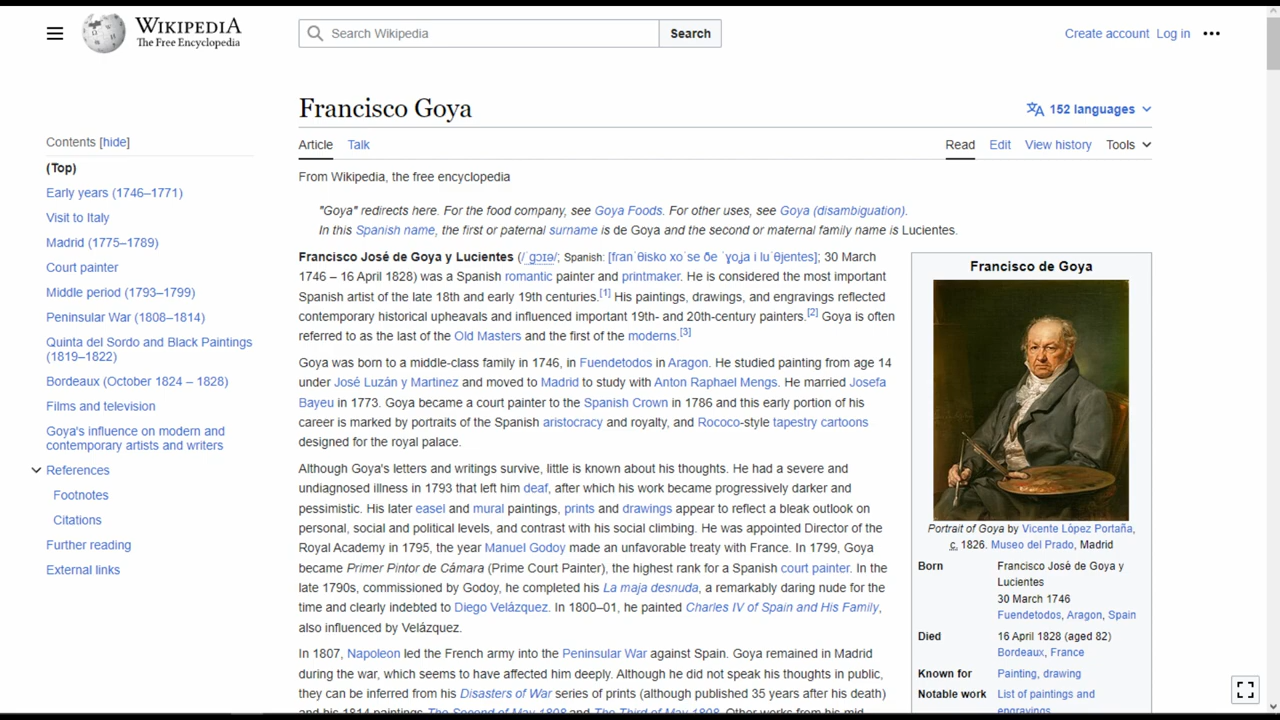 WIKIPEDIA
The Free Encyclopedia
Search Wikipedia
Search
Create account Log in
Contents [hide]
(Top)
Early years (1746–1771)
Visit to Italy
Madrid (1775–1789)
Court painter
Middle period (1793–1799)
Peninsular War (1808–1814)
Quinta del Sordo and Black Paintings
(1819–1822)
Bordeaux (October 1824 – 1828)
Films and television
Goya's influence on modern and
contemporary artists and writers
References
Footnotes
Citations
Further reading
External links
Francisco Goya
152 languages
Article Talk
Read Edit View history Tools
From Wikipedia, the free encyclopedia
"Goya" redirects here. For the food company, see Goya Foods. For other uses, see Goya (disambiguation).
In this Spanish name, the first or paternal surname is de Goya and the second or maternal family name is Lucientes.
Francisco José de Goya y Lucientes (/ˈɡɔɪə/; Spanish: [franˈθisko xoˈse ðe ˈɣoʝa i luˈθjentes]; 30 March
1746 – 16 April 1828) was a Spanish romantic painter and printmaker. He is considered the most important
Spanish artist of the late 18th and early 19th centuries.[1] His paintings, drawings, and engravings reflected
contemporary historical upheavals and influenced important 19th- and 20th-century painters.[2] Goya is often
referred to as the last of the Old Masters and the first of the moderns.[3]
Goya was born to a middle-class family in 1746, in Fuendetodos in Aragon. He studied painting from age 14
under José Luzán y Martinez and moved to Madrid to study with Anton Raphael Mengs. He married Josefa
Bayeu in 1773. Goya became a court painter to the Spanish Crown in 1786 and this early portion of his
career is marked by portraits of the Spanish aristocracy and royalty, and Rococo-style tapestry cartoons
designed for the royal palace.
Although Goya's letters and writings survive, little is known about his thoughts. He had a severe and
undiagnosed illness in 1793 that left him deaf, after which his work became progressively darker and
pessimistic. His later easel and mural paintings, prints and drawings appear to reflect a bleak outlook on
personal, social and political levels, and contrast with his social climbing. He was appointed Director of the
Royal Academy in 1795, the year Manuel Godoy made an unfavorable treaty with France. In 1799, Goya
became Primer Pintor de Cámara (Prime Court Painter), the highest rank for a Spanish court painter. In the
late 1790s, commissioned by Godoy, he completed his La maja desnuda, a remarkably daring nude for the
time and clearly indebted to Diego Velázquez. In 1800–01, he painted Charles IV of Spain and His Family,
also influenced by Velázquez.
In 1807, Napoleon led the French army into the Peninsular War against Spain. Goya remained in Madrid
during the war, which seems to have affected him deeply. Although he did not speak his thoughts in public,
they can be inferred from his Disasters of War series of prints (although published 35 years after his death)
and his 1814 paintings The Second of May 1808 and The Third of May 1808. Other works from his mid
Francisco de Goya
Portrait of Goya by Vicente López Portaña,
c. 1826. Museo del Prado, Madrid
Born Francisco José de Goya y
Lucientes
30 March 1746
Fuendetodos, Aragon, Spain
Died 16 April 1828 (aged 82)
Bordeaux, France
Known for Painting, drawing
Notable work List of paintings and
engravings